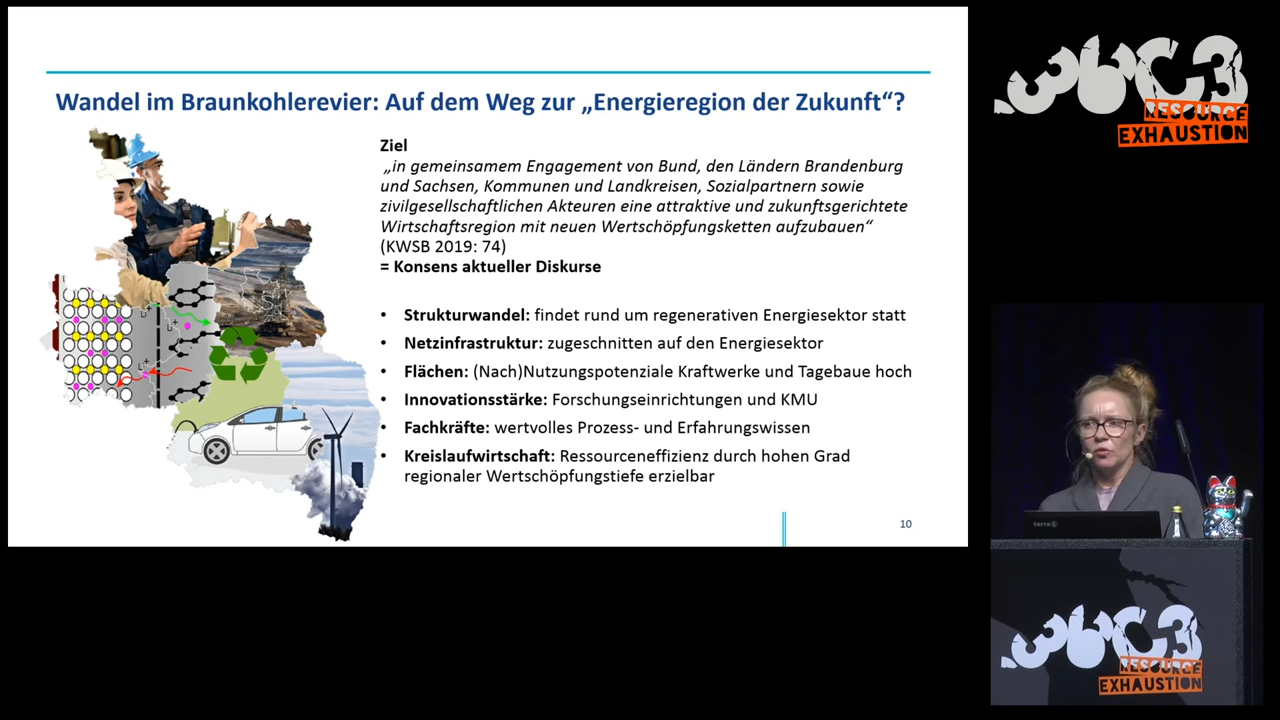 Wandel im Braunkohlerevier: Auf dem Weg zur „Energieregion der Zukunft“?
Ziel
„in gemeinsamem Engagement von Bund, den Ländern Brandenburg
und Sachsen, Kommunen und Landkreisen, Sozialpartnern sowie
zivilgesellschaftlichen Akteuren eine attraktive und zukunftsgerichtete
Wirtschaftsregion mit neuen Wertschöpfungsketten aufzubauen“
(KWSB 2019: 74)
= Konsens aktueller Diskurse
• Strukturwandel: findet rund um regenerativen Energiesektor statt
• Netzinfrastruktur: zugeschnitten auf den Energiesektor
• Flächen: (Nach)Nutzungspotenziale Kraftwerke und Tagebaue hoch
• Innovationsstärke: Forschungseinrichtungen und KMU
• Fachkräfte: wertvolles Prozess- und Erfahrungswissen
• Kreislaufwirtschaft: Ressourceneffizienz durch hohen Grad
regionaler Wertschöpfungstiefe erzielbar
10
36C3
RESOURCE
EXHAUSTION
terra
36C3
RESOURCE
EXHAUSTION